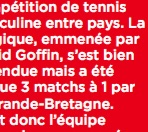 pétition de tennis
culine entre pays. La
gique, emmenée par
id Goffin, s'est bien
endue mais a été
ue 3 matchs à 1 par
rande-Bretagne.
t donc l'équipe